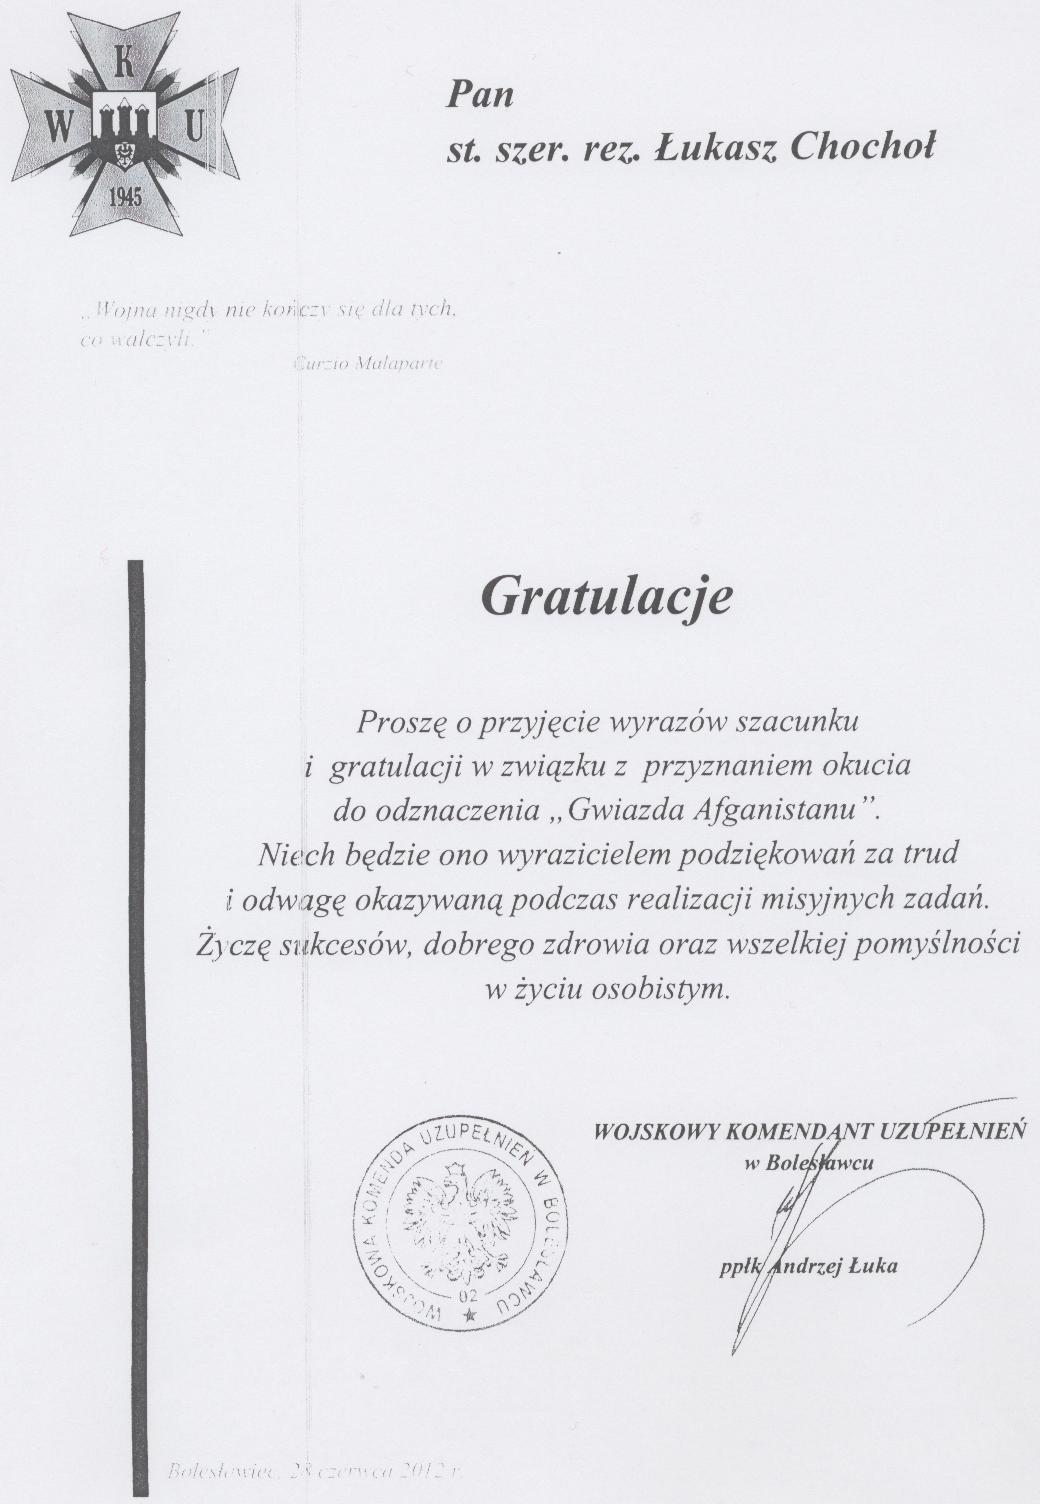 K
W U
1945
Pan
st. szer. rez. Łukasz Chochoł
„Wojna nigdy nie kończy się dla tych,
co walczyli.”
Curzio Malaparte
Gratulacje
Proszę o przyjęcie wyrazów szacunku
i gratulacji w związku z przyznaniem okucia
do odznaczenia „Gwiazda Afganistanu”.
Niech będzie ono wyrazicielem podziękowań za trud
i odwagę okazywaną podczas realizacji misyjnych zadań.
Życzę sukcesów, dobrego zdrowia oraz wszelkiej pomyślności
w życiu osobistym.
WOJSKOWY KOMENDANT UZUPEŁNIEŃ
w Bolesławcu
ppłk Andrzej Łuka
WOJSKOWA KOMENDA UZUPEŁNIEŃ W BOLESŁAWCU
02
Bolesławiec, 28 czerwca 2012 r.